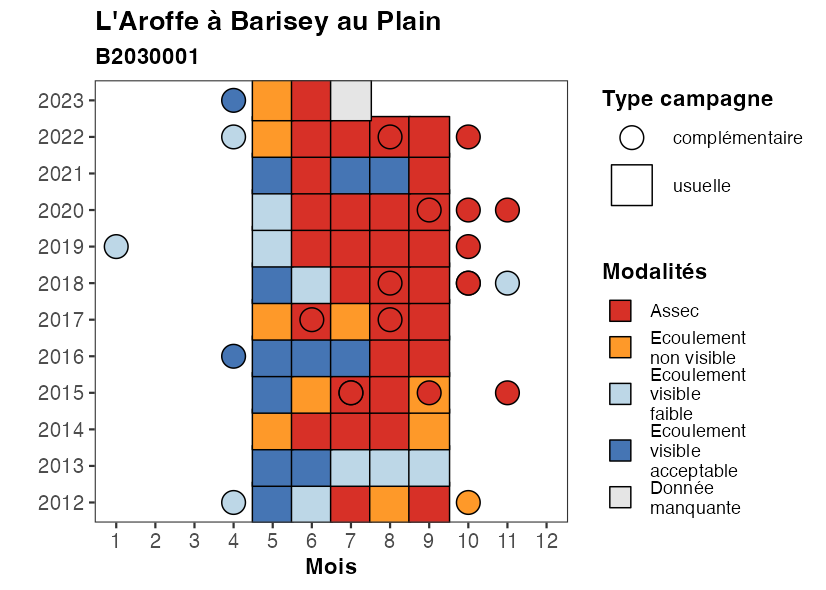 L'Aroffe à Barisey au Plain
B2030001
2023
2022
2021
2020
2019
2018
2017
2016
2015
2014
2013
2012
1 2 3 4 5 6 7 8 9 10 11 12
Mois
Type campagne
complémentaire
usuelle
Modalités
Assec
Ecoulement
non visible
Ecoulement
visible
faible
Ecoulement
visible
acceptable
Donnée
manquante